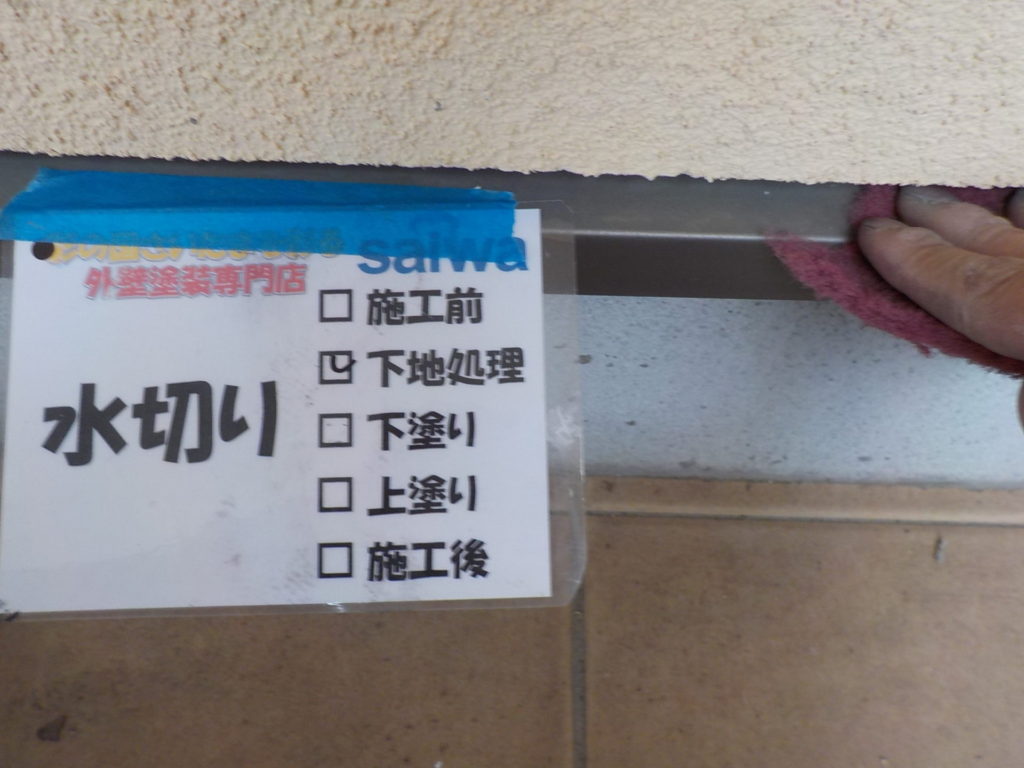 saiwa
外壁塗装専門店
水切り
□ 施工前
☑ 下地処理
□ 下塗り
□ 上塗り
□ 施工後